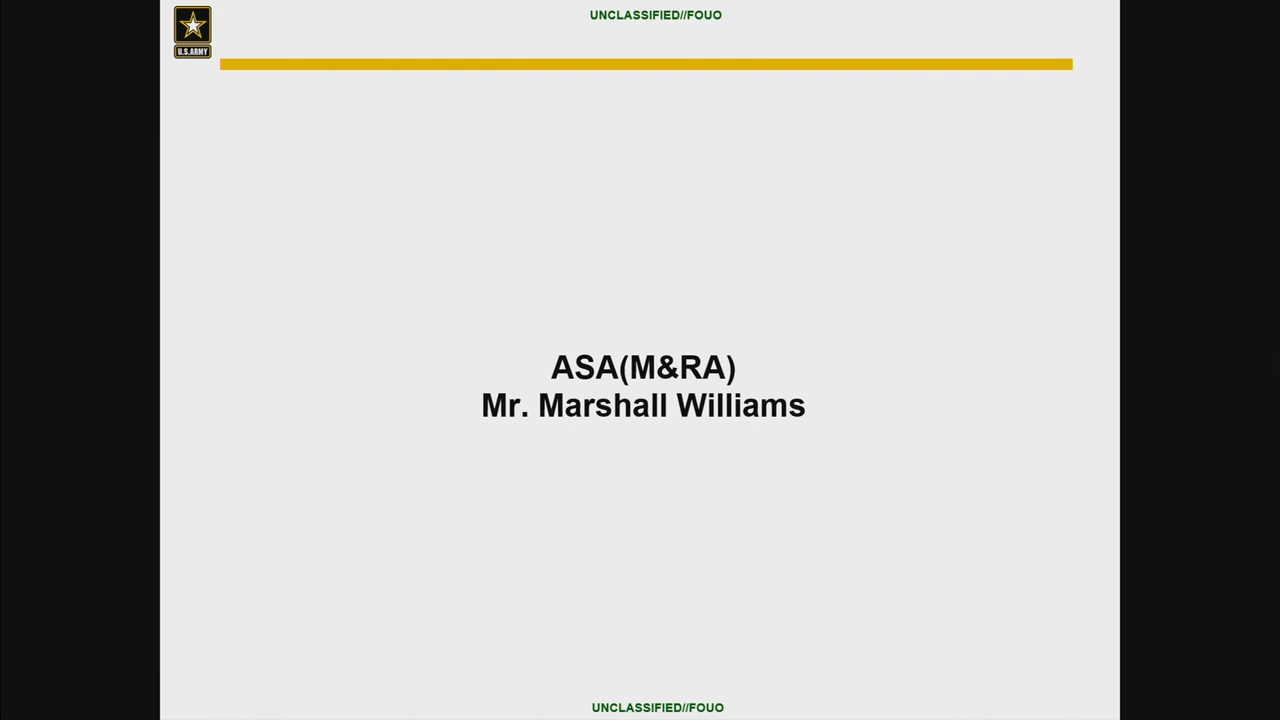 UNCLASSIFIED//FOUO
U.S.ARMY
ASA(M&RA)
Mr. Marshall Williams
UNCLASSIFIED//FOUO